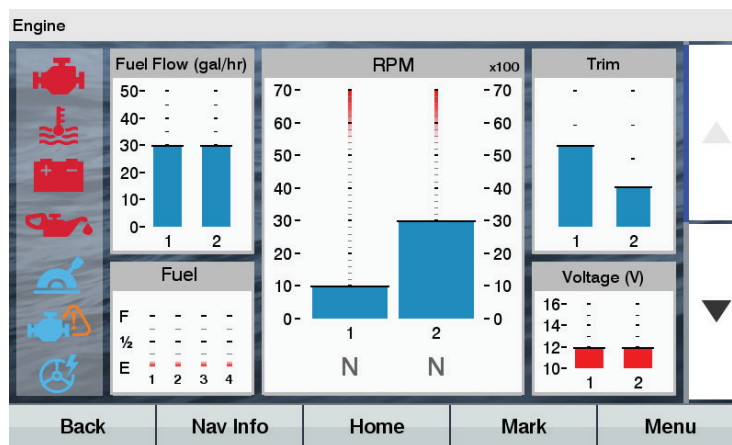 Engine
Fuel Flow (gal/hr)
50-
40-
30-
20-
10-
0-
1 2
Fuel
F
½
E
1 2 3 4
RPM x100
70- -70
60- -60
50- -50
40- -40
30- -30
20- -20
10- -10
0- -0
1 2
N N
Trim
1 2
Voltage (V)
16-
14-
12-
10-
1 2
Back Nav Info Home Mark Menu